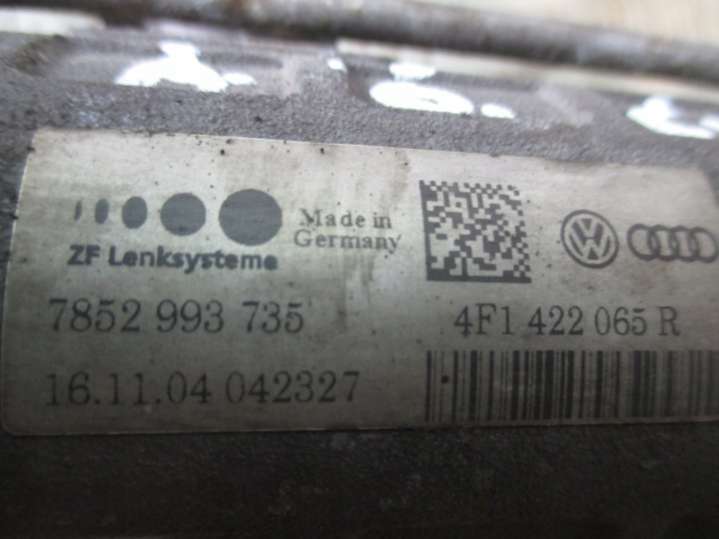 Made in
Germany
ZF Lenksysteme
7852 993 735
4F1 422 065 R
16.11.04 042327